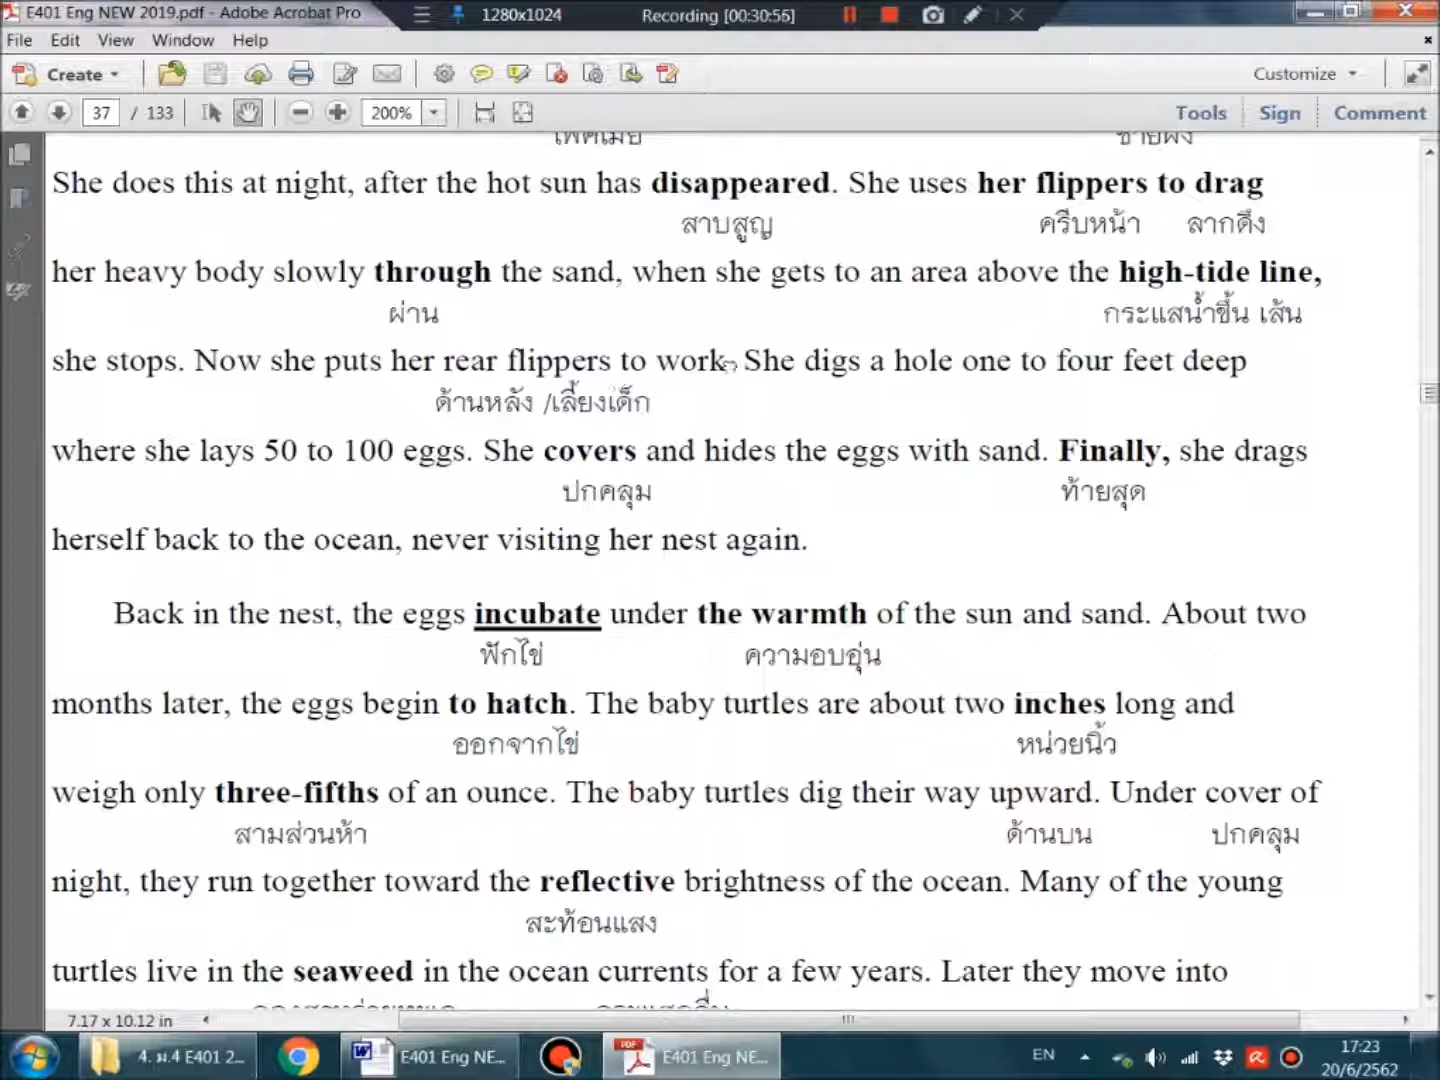 E401 Eng NEW 2019.pdf - Adobe Acrobat Pro
1280x1024
Recording [00:30:56]
File Edit View Window Help
Create
Customize
37 / 133
200%
Tools Sign Comment
She does this at night, after the hot sun has disappeared. She uses her flippers to drag
สาบสูญ ครีบหน้า ลากดึง
her heavy body slowly through the sand, when she gets to an area above the high-tide line,
ผ่าน กระแสน้ำขึ้น เส้น
she stops. Now she puts her rear flippers to work. She digs a hole one to four feet deep
ด้านหลัง /เลี้ยงเด็ก
where she lays 50 to 100 eggs. She covers and hides the eggs with sand. Finally, she drags
ปกคลุม ท้ายสุด
herself back to the ocean, never visiting her nest again.
Back in the nest, the eggs incubate under the warmth of the sun and sand. About two
ฟักไข่ ความอบอุ่น
months later, the eggs begin to hatch. The baby turtles are about two inches long and
ออกจากไข่ หน่วยนิ้ว
weigh only three-fifths of an ounce. The baby turtles dig their way upward. Under cover of
สามส่วนห้า ด้านบน ปกคลุม
night, they run together toward the reflective brightness of the ocean. Many of the young
สะท้อนแสง
turtles live in the seaweed in the ocean currents for a few years. Later they move into
7.17 x 10.12 in
4. ม.4 E401 2...
E401 Eng NE...
E401 Eng NE...
EN
17:23
20/6/2562